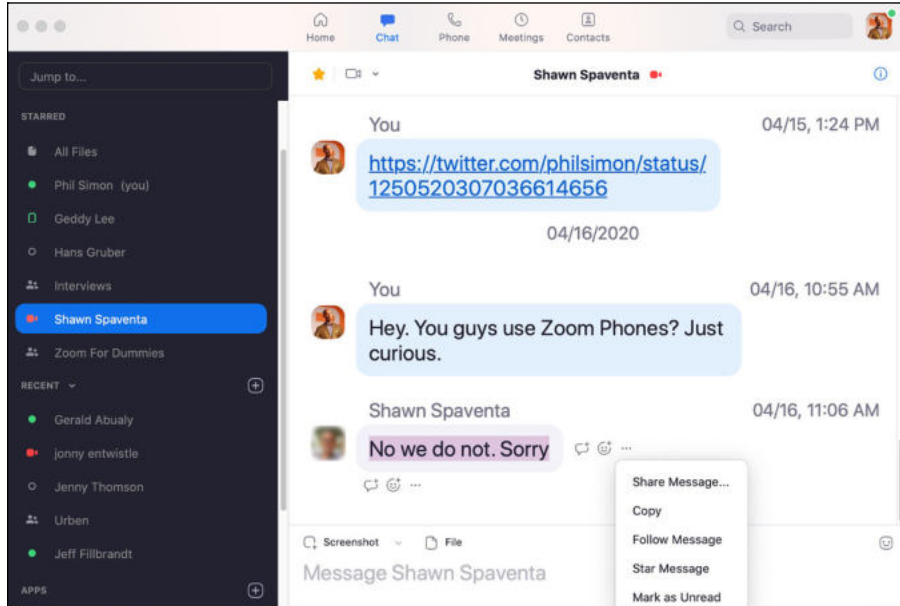 Home
Chat
Phone
Meetings
Contacts
Search
Jump to...
STARRED
All Files
Phil Simon (you)
Geddy Lee
Hans Gruber
Interviews
Shawn Spaventa
Zoom For Dummies
RECENT
Gerald Abualy
jonny entwistle
Jenny Thomson
Urben
Jeff Fillbrandt
APPS
Shawn Spaventa
You
04/15, 1:24 PM
https://twitter.com/philsimon/status/
1250520307036614656
04/16/2020
You
04/16, 10:55 AM
Hey. You guys use Zoom Phones? Just
curious.
Shawn Spaventa
04/16, 11:06 AM
No we do not. Sorry
Share Message...
Copy
Follow Message
Star Message
Mark as Unread
Screenshot
File
Message Shawn Spaventa